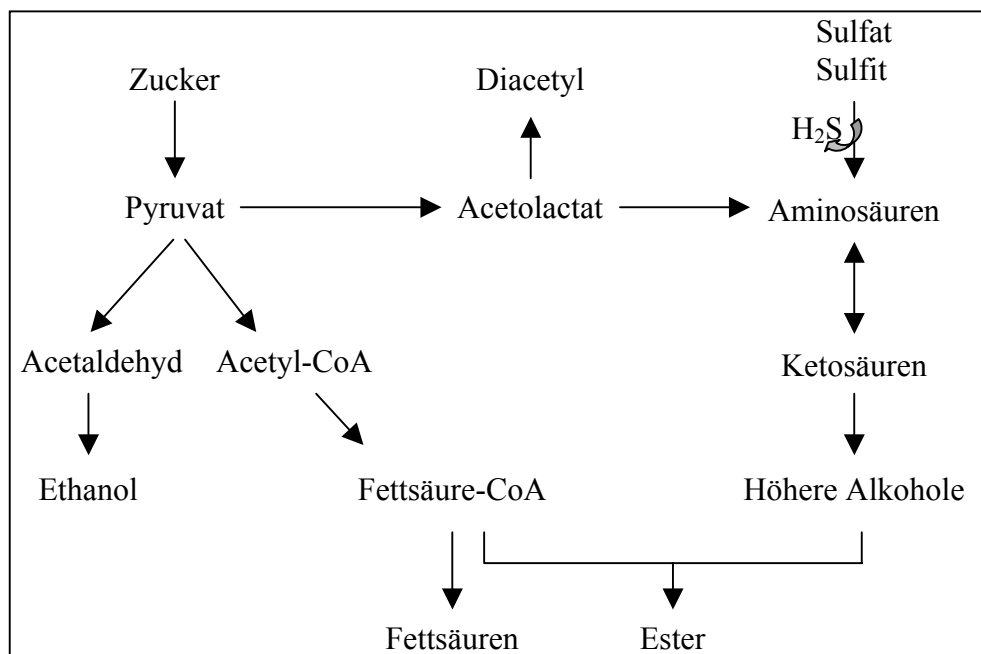 Sulfat
Sulfit
Zucker
Diacetyl
H₂S
Pyruvat
Acetolactat
Aminosäuren
Acetaldehyd
Acetyl-CoA
Ketosäuren
Ethanol
Fettsäure-CoA
Höhere Alkohole
Fettsäuren
Ester